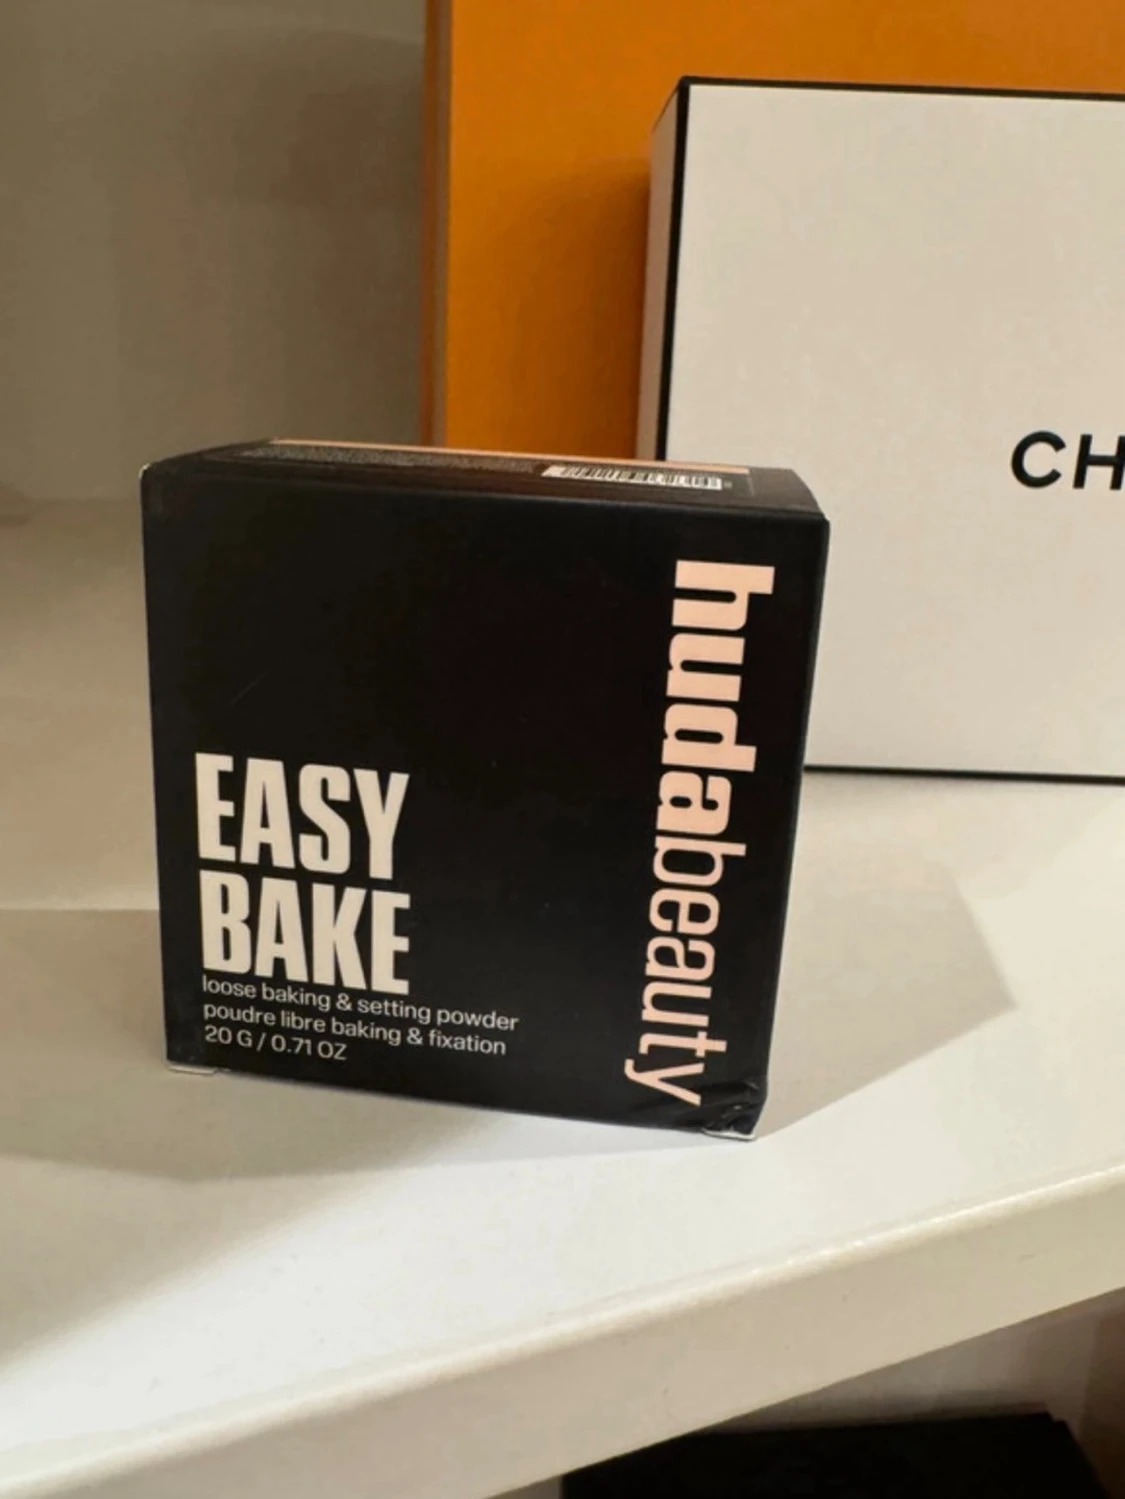 EASY
BAKE
loose baking & setting powder
poudre libre baking & fixation
20 G / 0.71 OZ
hudabeauty
CH